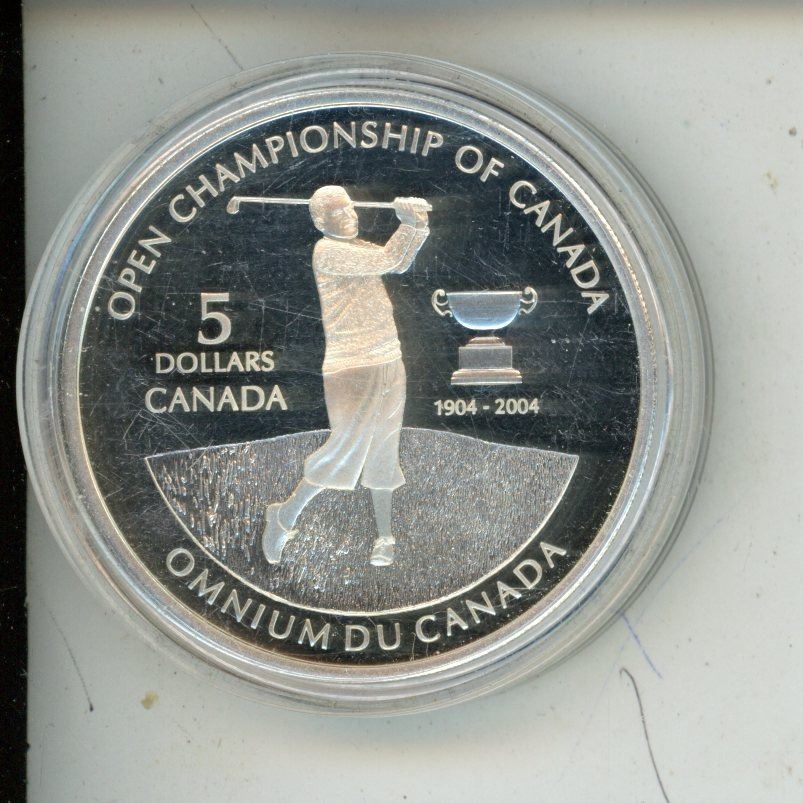 OPEN CHAMPIONSHIP OF CANADA
5
DOLLARS
CANADA
1904 - 2004
OMNIUM DU CANADA